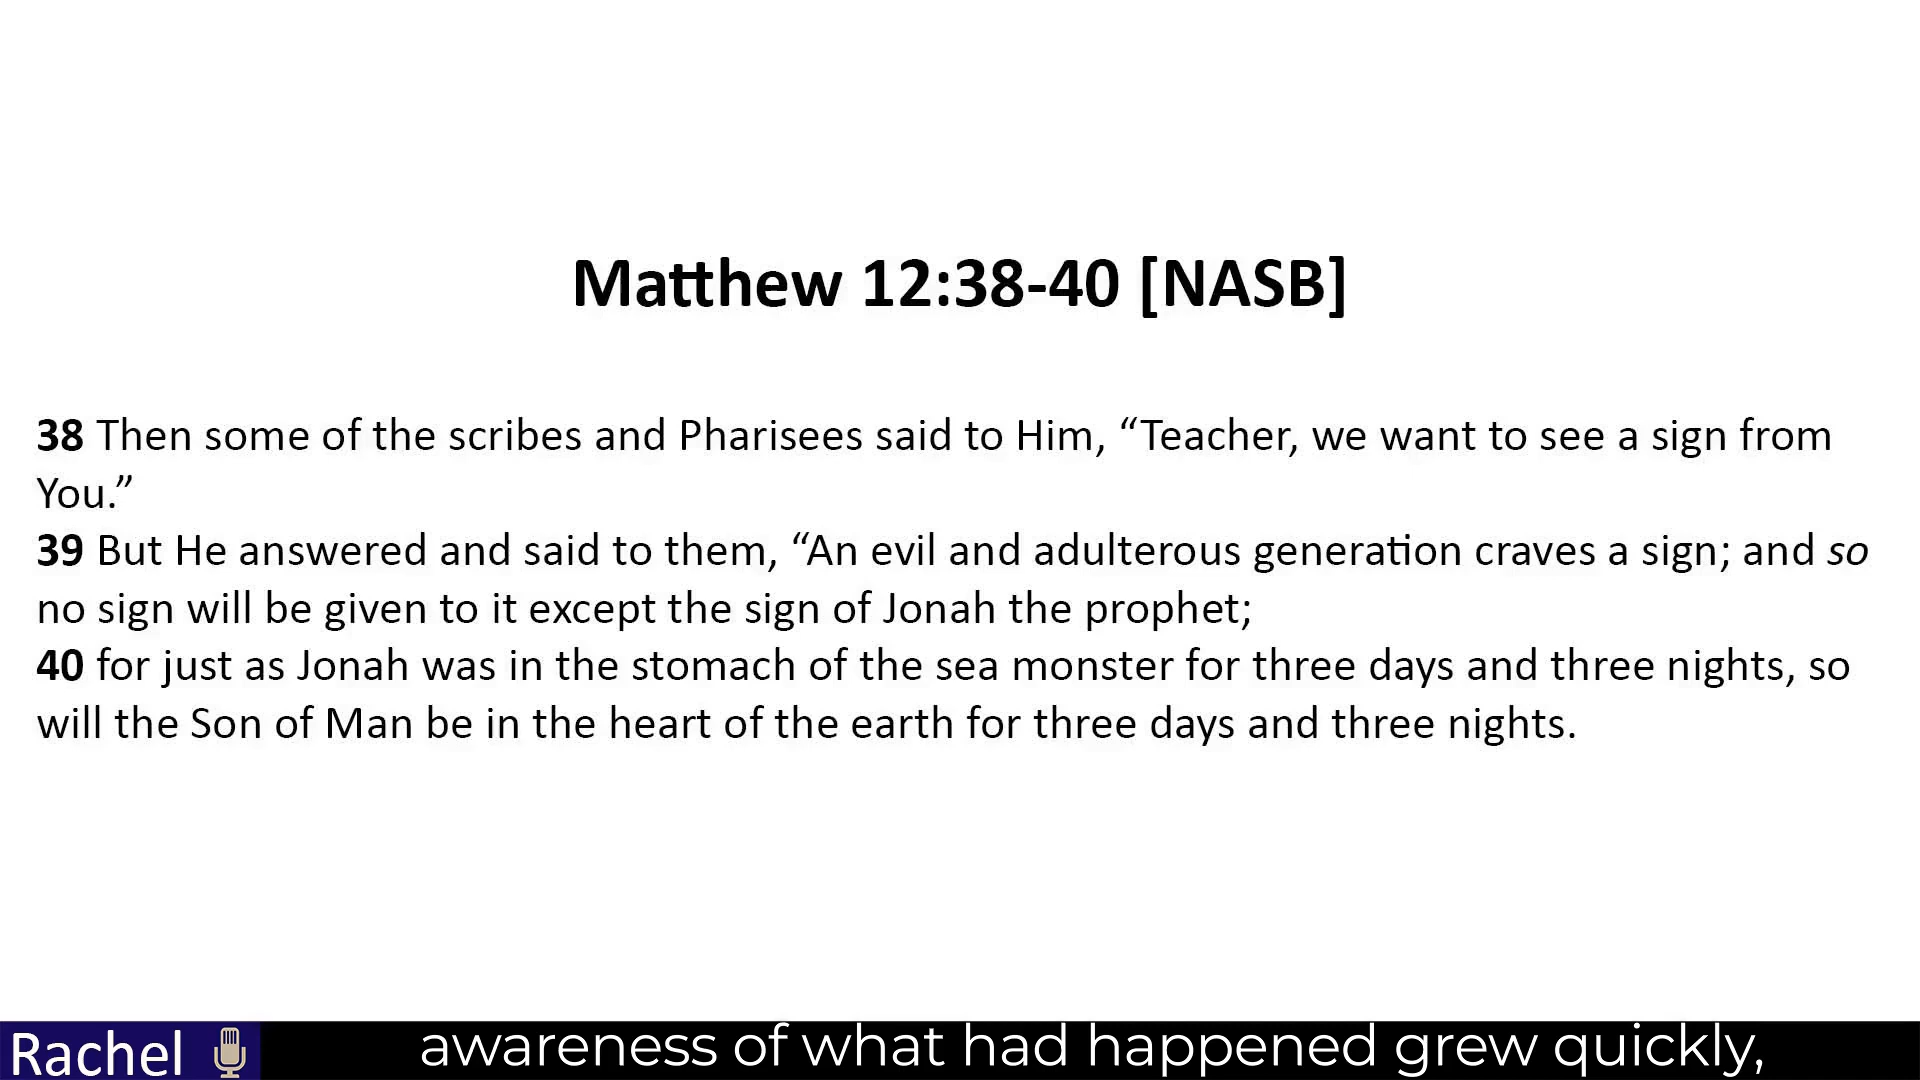 Matthew 12:38-40 [NASB]
38 Then some of the scribes and Pharisees said to Him, “Teacher, we want to see a sign from
You.”
39 But He answered and said to them, “An evil and adulterous generation craves a sign; and so
no sign will be given to it except the sign of Jonah the prophet;
40 for just as Jonah was in the stomach of the sea monster for three days and three nights, so
will the Son of Man be in the heart of the earth for three days and three nights.
Rachel
awareness of what had happened grew quickly,